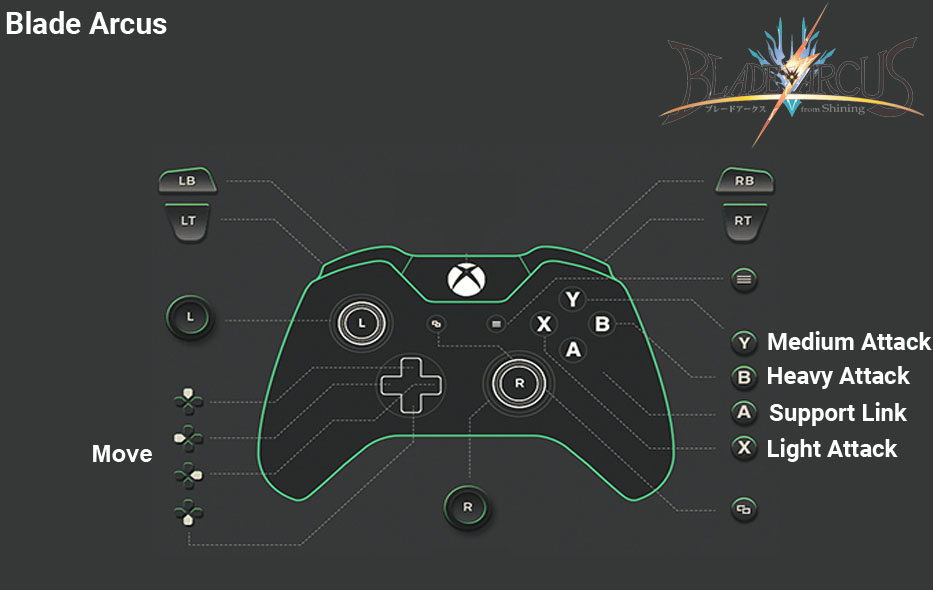 Blade Arcus
BLADE ARCUS
ブレードアークス from Shining
LB
RB
LT
RT
L
L
Y
X
B
A
R
Y Medium Attack
B Heavy Attack
A Support Link
Move
X Light Attack
R